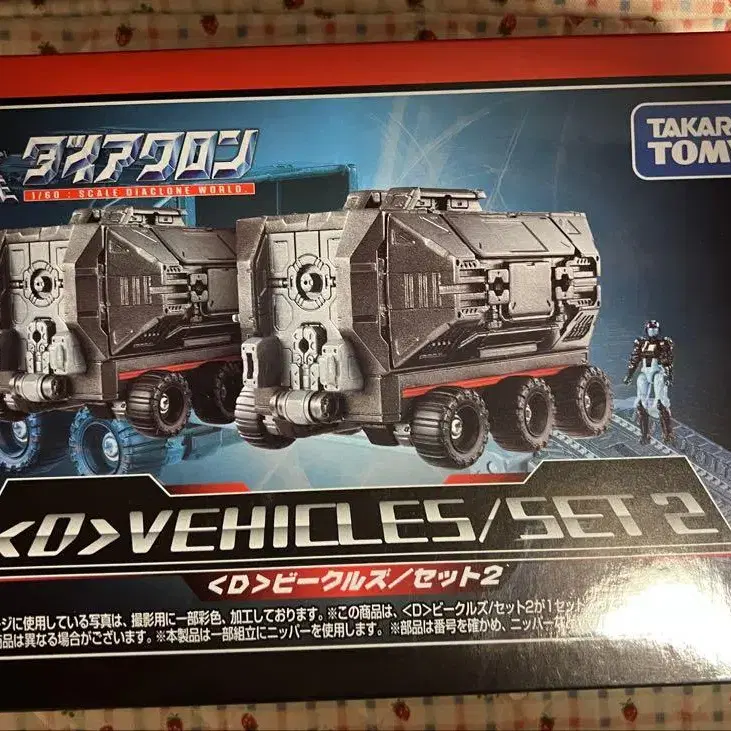 ダイアクロン
1/60 : SCALE DIACLONE WORLD.
TAKAR
TOMY
<D>VEHICLES/SET 2
<D>ビークルズ/セット2
ジに使用している写真は、撮影用に一部彩色、加工しております。※この商品は、<D>ビークルズ/セット2が1セット
商品は異なる場合がございます。※本製品は一部組立にニッパーを使用します。※部品は番号を確かめ、ニッパーな